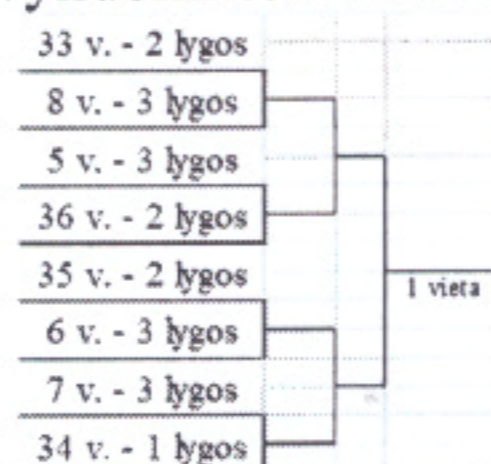 33 v. - 2 lygos
8 v. - 3 lygos
5 v. - 3 lygos
36 v. - 2 lygos
35 v. - 2 lygos
6 v. - 3 lygos
7 v. - 3 lygos
34 v. - 1 lygos
1 vieta